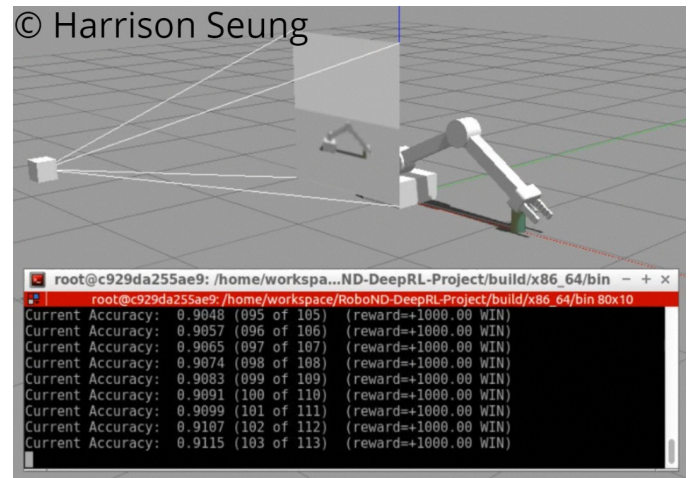 © Harrison Seung
root@c929da255ae9: /home/workspa...ND-DeepRL-Project/build/x86_64/bin
root@c929da255ae9: /home/workspace/RoboND-DeepRL-Project/build/x86_64/bin 80x10
Current Accuracy:  0.9048 (095 of 105)  (reward=+1000.00 WIN)
Current Accuracy:  0.9057 (096 of 106)  (reward=+1000.00 WIN)
Current Accuracy:  0.9065 (097 of 107)  (reward=+1000.00 WIN)
Current Accuracy:  0.9074 (098 of 108)  (reward=+1000.00 WIN)
Current Accuracy:  0.9083 (099 of 109)  (reward=+1000.00 WIN)
Current Accuracy:  0.9091 (100 of 110)  (reward=+1000.00 WIN)
Current Accuracy:  0.9099 (101 of 111)  (reward=+1000.00 WIN)
Current Accuracy:  0.9107 (102 of 112)  (reward=+1000.00 WIN)
Current Accuracy:  0.9115 (103 of 113)  (reward=+1000.00 WIN)